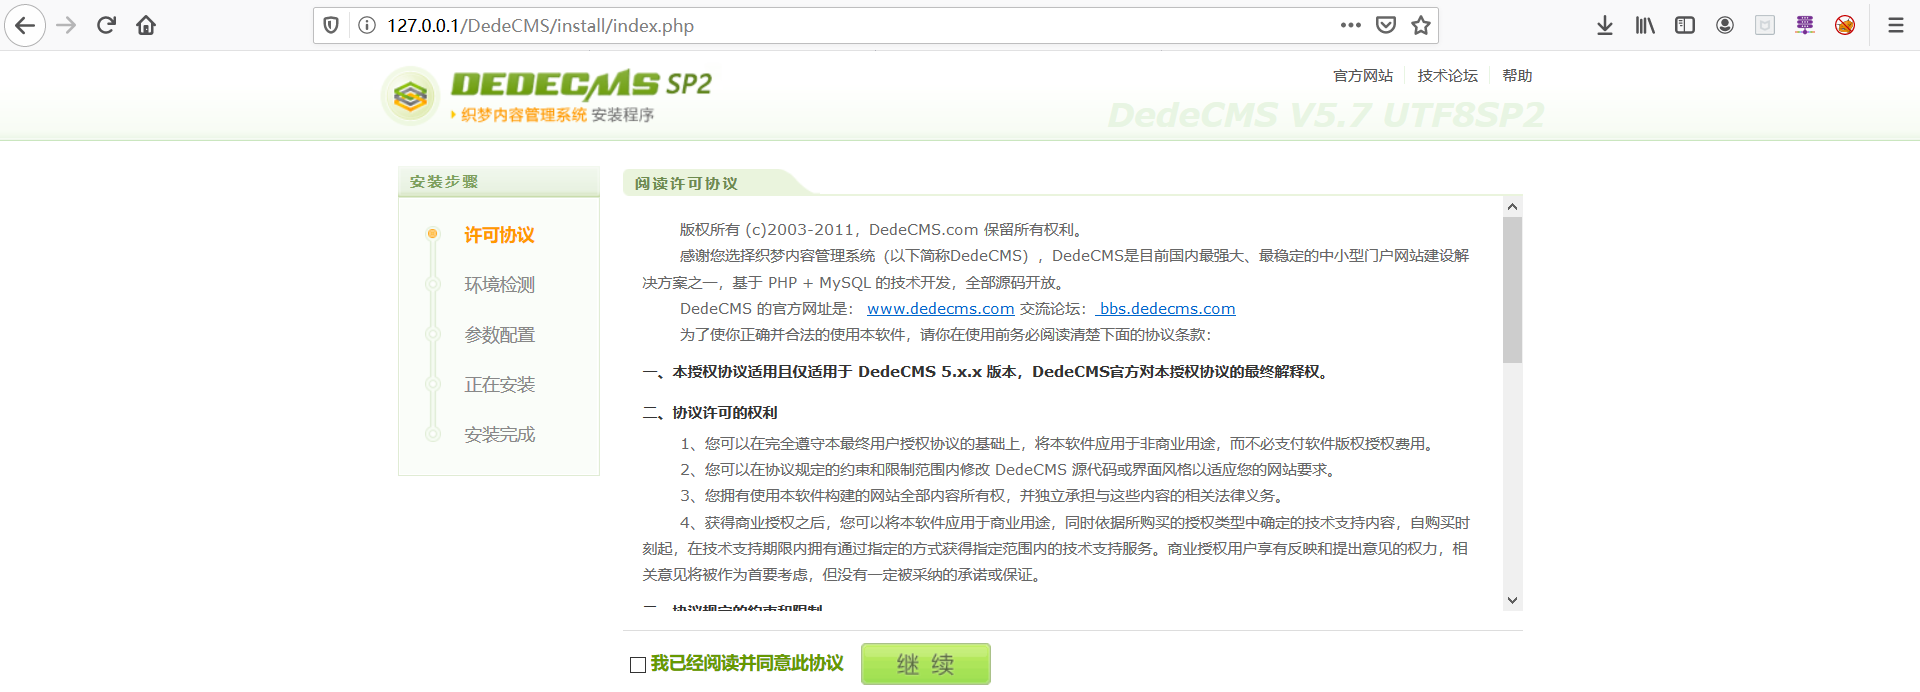 127.0.0.1/DedeCMS/install/index.php
DEDECMS SP2
织梦内容管理系统 安装程序
官方网站 技术论坛 帮助
DedeCMS V5.7 UTF8SP2
安装步骤
许可协议
环境检测
参数配置
正在安装
安装完成
阅读许可协议
版权所有 (c)2003-2011，DedeCMS.com 保留所有权利。
感谢您选择织梦内容管理系统（以下简称DedeCMS），DedeCMS是目前国内最强大、最稳定的中小型门户网站建设解
决方案之一，基于 PHP + MySQL 的技术开发，全部源码开放。
DedeCMS 的官方网址是： www.dedecms.com 交流论坛： bbs.dedecms.com
为了使你正确并合法的使用本软件，请你在使用前务必阅读清楚下面的协议条款：
一、本授权协议适用且仅适用于 DedeCMS 5.x.x 版本，DedeCMS官方对本授权协议的最终解释权。
二、协议许可的权利
1、您可以在完全遵守本最终用户授权协议的基础上，将本软件应用于非商业用途，而不必支付软件版权授权费用。
2、您可以在协议规定的约束和限制范围内修改 DedeCMS 源代码或界面风格以适应您的网站要求。
3、您拥有使用本软件构建的网站全部内容所有权，并独立承担与这些内容的相关法律义务。
4、获得商业授权之后，您可以将本软件应用于商业用途，同时依据所购买的授权类型中确定的技术支持内容，自购买时
刻起，在技术支持期限内拥有通过指定的方式获得指定范围内的技术支持服务。商业授权用户享有反映和提出意见的权力，相
关意见将被作为首要考虑，但没有一定被采纳的承诺或保证。
协议规定的约束和限制
我已经阅读并同意此协议
继续